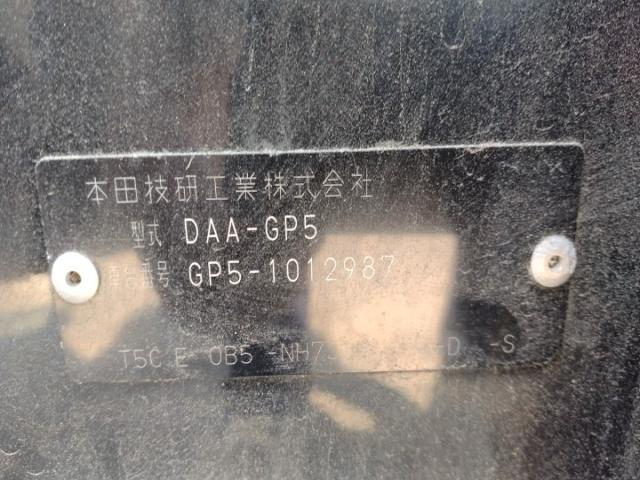 本田技研工業株式会社
型式 DAA-GP5
車台番号 GP5-1012987
T5C E 0B5 -NH7 -D -S